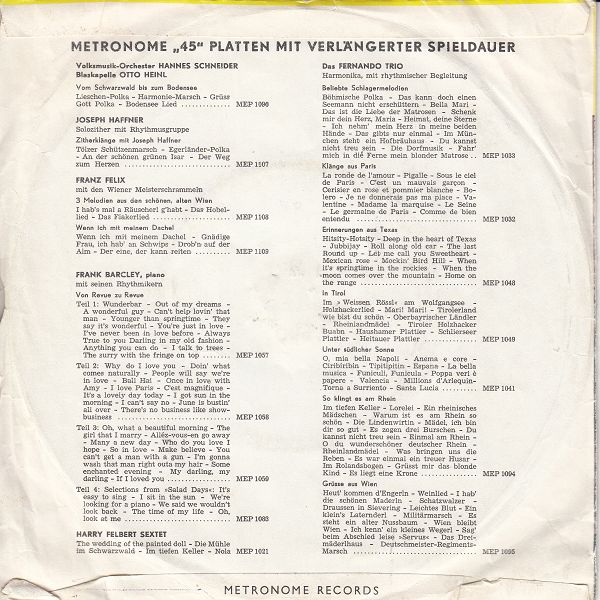 METRONOME „45“ PLATTEN MIT VERLÄNGERTER SPIELDAUER
Volksmusik-Orchester HANNES SCHNEIDER
Blaskapelle OTTO HEINL
Vom Schwarzwald bis zum Bodensee
Lieschen-Polka - Harmonie-Marsch - Grüss
Gott Polka - Bodensee Lied .............. MEP 1096
JOSEPH HAFFNER
Solozither mit Rhythmusgruppe
Zitherklänge mit Joseph Haffner
Tölzer Schützenmarsch - Egerländer-Polka
- An der schönen grünen Isar - Der Weg
zum Herzen ........................ MEP 1507
FRANZ FELIX
mit den Wiener Meisterschrammeln
3 Melodien aus den schönen, alten Wien
I hab's mal a Räuscherl g'habt - Das Hobel-
lied - Das Fiakerlied .................. MEP 1108
Wenn ich mit meinem Dachel
Wenn ich mit meinem Dachel - Gnädige
Frau, ich hab' an Schwips - Drob'n auf der
Alm - Der eine, der kann reiten ........ MEP 1109
FRANK BARCLEY, piano
mit seinen Rhythmikern
Von Revue zu Revue
Teil 1: Wunderbar - Out of my dreams -
A wonderful guy - Can't help lovin' that
man - Younger than springtime - They
say it's wonderful - You're just in love -
I've never been in love before - Always
True to you Darling in my old fashion -
Anything you can do - I talk to trees -
The surry with the fringe on top ........ MEP 1057
Teil 2: Why do I love you - Doin' what
comes naturally - People will say we're
in love - Bali Hai - Once in love with
Amy - I love Paris - C'est magnifique -
It's a lovely day today - I got sun in the
morning - I can't say no - June is bustin'
all over - There's no business like show-
business ........................ MEP 1058
Teil 3: Oh, what a beautiful morning - The
girl that I marry - Alléz-vous-en go away
- Many a new day - Who do you love I
hope - So in love - Make believe - You
can't get a man with a gun - I'm gonna
wash that man right outa my hair - Some
enchanted evening - My darling, my
darling - If I loved you ................ MEP 1059
Teil 4: Selections from »Salad Days«: It's
easy to sing - I sit in the sun - We're
looking for a piano - We said we wouldn't
look back - The time of my life - Oh,
look at me ........................ MEP 1083
HARRY FELBERT SEXTET
The wedding of the painted doll - Die Mühle
im Schwarzwald - Im tiefen Keller - Nola MEP 1021
Das FERNANDO TRIO
Harmonika, mit rhythmischer Begleitung
Beliebte Schlagermelodien
Böhmische Polka - Das kann doch einen
Seemann nicht erschüttern - Bella Mari -
Das ist die Liebe der Matrosen - Schenk
mir dein Herz, Maria - Heimat, deine Sterne
- Ich nehm' mein Herz in meine beiden
Hände - Das gibts nur einmal - Im Mün-
chen steht ein Hofbräuhaus - Du kannst
nicht treu sein - Die Dorfmusik - Fahr'
mich in die Ferne mein blonder Matrose .. MEP 1033
Klänge aus Paris
La ronde de l'amour - Pigalle - Sous le ciel
de Paris - C'est un mauvais garçon -
Cerisier en rose et pommier blanche - Bo-
lero - Je ne donnerais pas ma place - Va-
lentine - Madame la marquise - Le Seine
- Le germaine de Paris - Comme de bien
entendu ........................ MEP 1032
Erinnerungen aus Texas
Hitsity-Hotsity - Deep in the heart of Texas
- Jubbijay - Roll along old car - The last
Round up - Let me call you Sweetheart -
Mexican rose - Mockin' Bird Hill - When
it's springtime in the rockies - When the
moon comes over the mountain - Home on
the range ........................ MEP 1048
in Tirol
Im » Weissen Rössl« am Wolfgangsee -
Holzhackerlied - Mari! Mari! - Tirolerland
wie bist du schön - Oberbayrischer Ländler
- Rheinlandmädel - Tiroler Holzhacker
Buabn - Haushamer Plattler - Schlierseer
Plattler - Heitauer Plattler ............ MEP 1049
Unter südlicher Sonne
O, mia bella Napoli - Anema e core -
Ciribiribin - Tipitipitin - Espana - La bella
musica - Funiculi, Funicula - Poppa veri è
papere - Valencia - Millions d'Arlequin-
Torna a Surriento - Santa Lucia ........ MEP 1041
So klingt es am Rhein
Im tiefen Keller - Lorelei - Ein rheinisches
Mädschen - Warum ist es am Rhein so
schön - Die Lindenwirtin - Mädel, ich bin
dir so gut - Es zogen drei Burschen - Du
kannst nicht treu sein - Einmal am Rhein -
O du wunderschöner deutscher Rhein -
Rheinlandmädel - Was bringen uns die
Reben - Es war einmal ein treuer Husar -
Im Rolandsbogen - Grüsst mir das blonde
Kind - Es liegt eine Krone .............. MEP 1094
Grüsse aus Wien
Heut' kommen d'Engerln - Weinlied - I hab'
die schönen Maderln - Schatzwalzer -
Draussen in Sievering - Leichtes Blut - Ein
klein's Laternderl - Militärmarsch - Es
steht ein alter Nussbaum - Wien bleibt
Wien - Ich kenn' ein kleines Wegerl - Sag'
beim Abschied leise »Servus« - Das Drei-
mäderlhaus - Deutschmeister-Regiments-
Marsch ........................ MEP 1095
METRONOME RECORDS